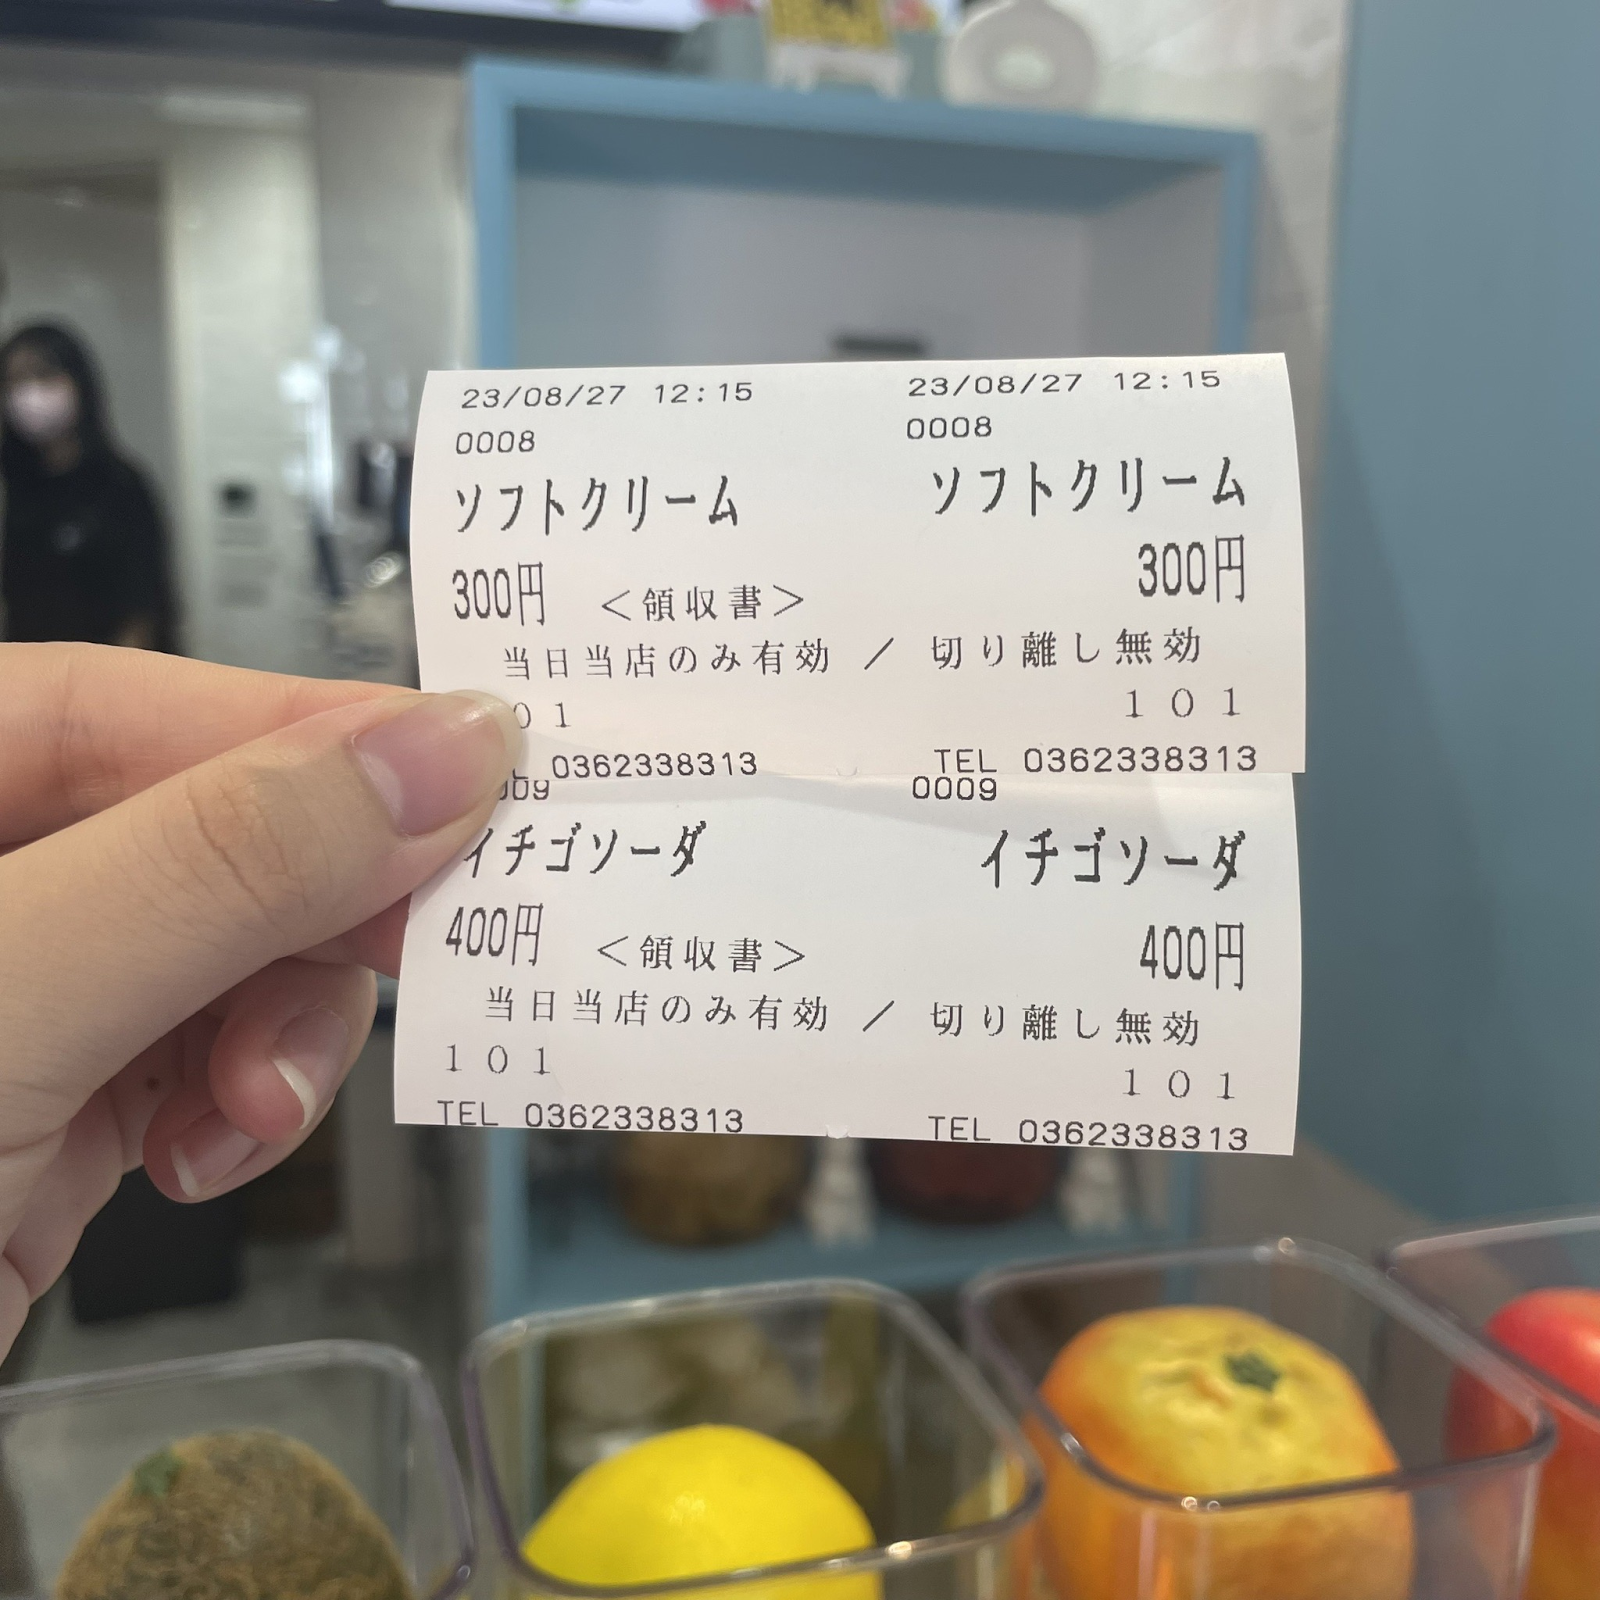 23/08/27 12:15 23/08/27 12:15
0008 0008
ソフトクリーム ソフトクリーム
300円 <領収書> 300円
当日当店のみ有効 / 切り離し無効
01 101
0362338313 TEL 0362338313
009 0009
イチゴソーダ イチゴソーダ
400円 <領収書> 400円
当日当店のみ有効 / 切り離し無効
101 101
TEL 0362338313 TEL 0362338313